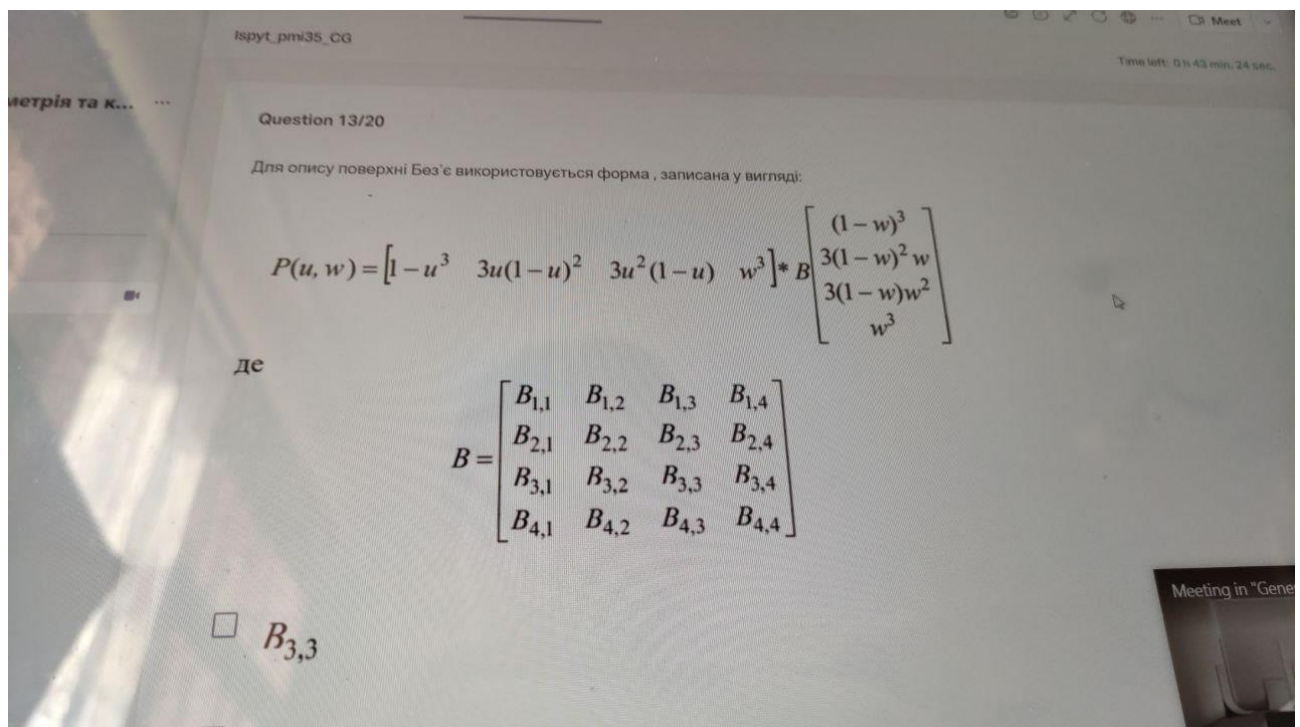 Ispyt_pmi35_CG
Meet
Time left: 0 h 43 min. 24 sec.
метрія та к... ...
Question 13/20
Для опису поверхні Без'є використовується форма , записана у вигляді:
P(u, w) = [1 − u³ 3u(1 − u)² 3u²(1 − u) w³] * B [(1 − w)³
3(1 − w)² w
3(1 − w)w²
w³]
де
B = [B1,1 B1,2 B1,3 B1,4
B2,1 B2,2 B2,3 B2,4
B3,1 B3,2 B3,3 B3,4
B4,1 B4,2 B4,3 B4,4]
Meeting in "Gene
B3,3